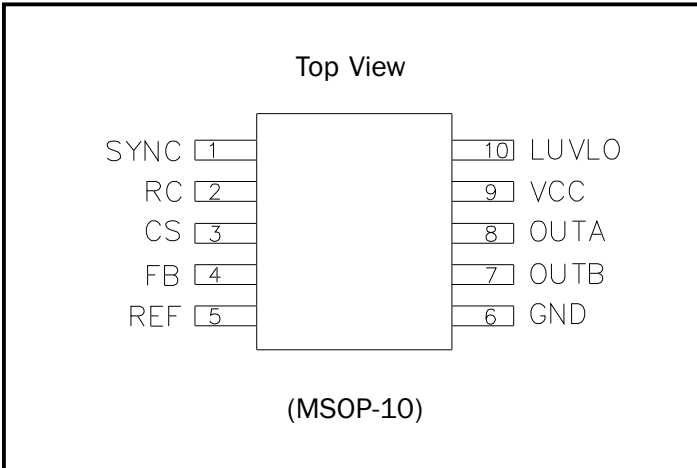 Top View
SYNC 1 10 LUVLO
RC 2 9 VCC
CS 3 8 OUTA
FB 4 7 OUTB
REF 5 6 GND
(MSOP-10)